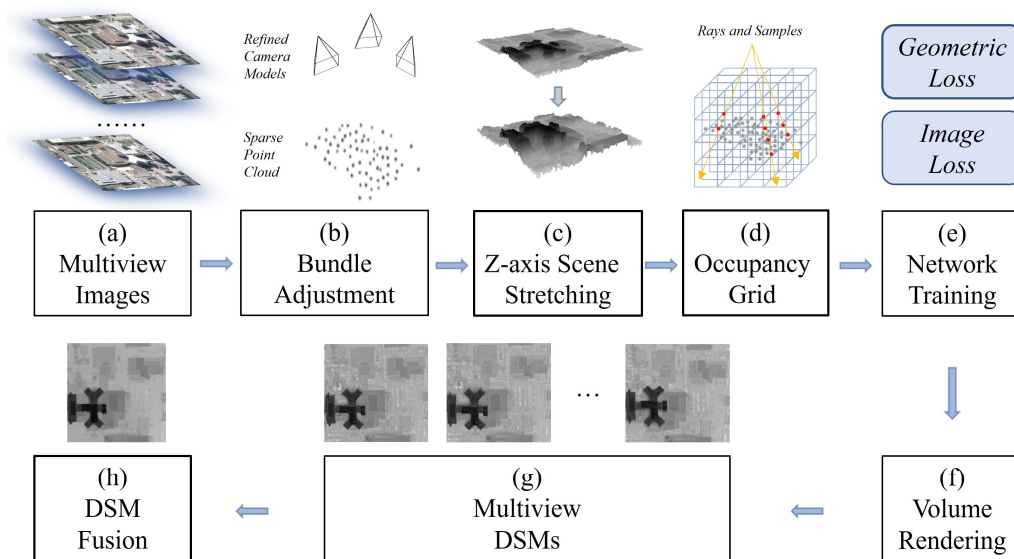 Refined
Camera
Models
Rays and Samples
Geometric
Loss
......
Sparse
Point
Cloud
Image
Loss
(a)
Multiview
Images
(b)
Bundle
Adjustment
(c)
Z-axis Scene
Stretching
(d)
Occupancy
Grid
(e)
Network
Training
...
(h)
DSM
Fusion
(g)
Multiview
DSMs
(f)
Volume
Rendering